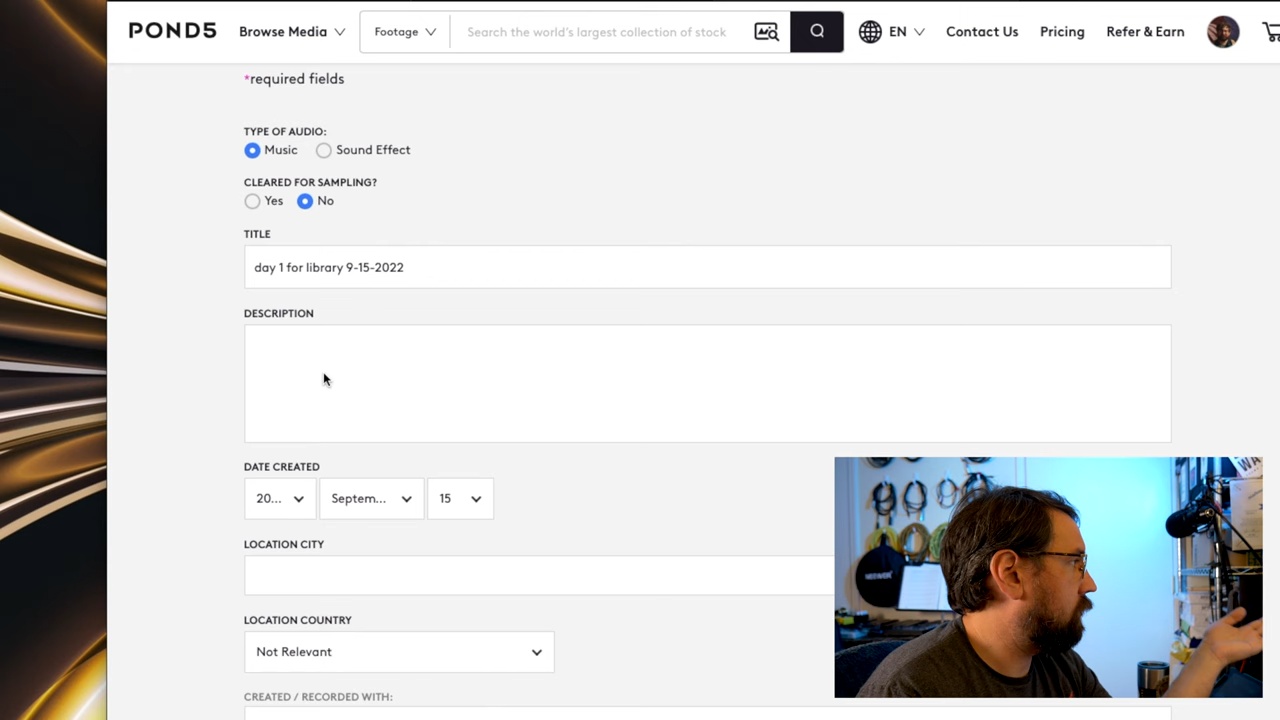 POND5 Browse Media Footage Search the world's largest collection of stock EN Contact Us Pricing Refer & Earn
*required fields
TYPE OF AUDIO:
Music Sound Effect
CLEARED FOR SAMPLING?
Yes No
TITLE
day 1 for library 9-15-2022
DESCRIPTION
DATE CREATED
20... Septem... 15
LOCATION CITY
LOCATION COUNTRY
Not Relevant
CREATED / RECORDED WITH:
NEEWER
WA